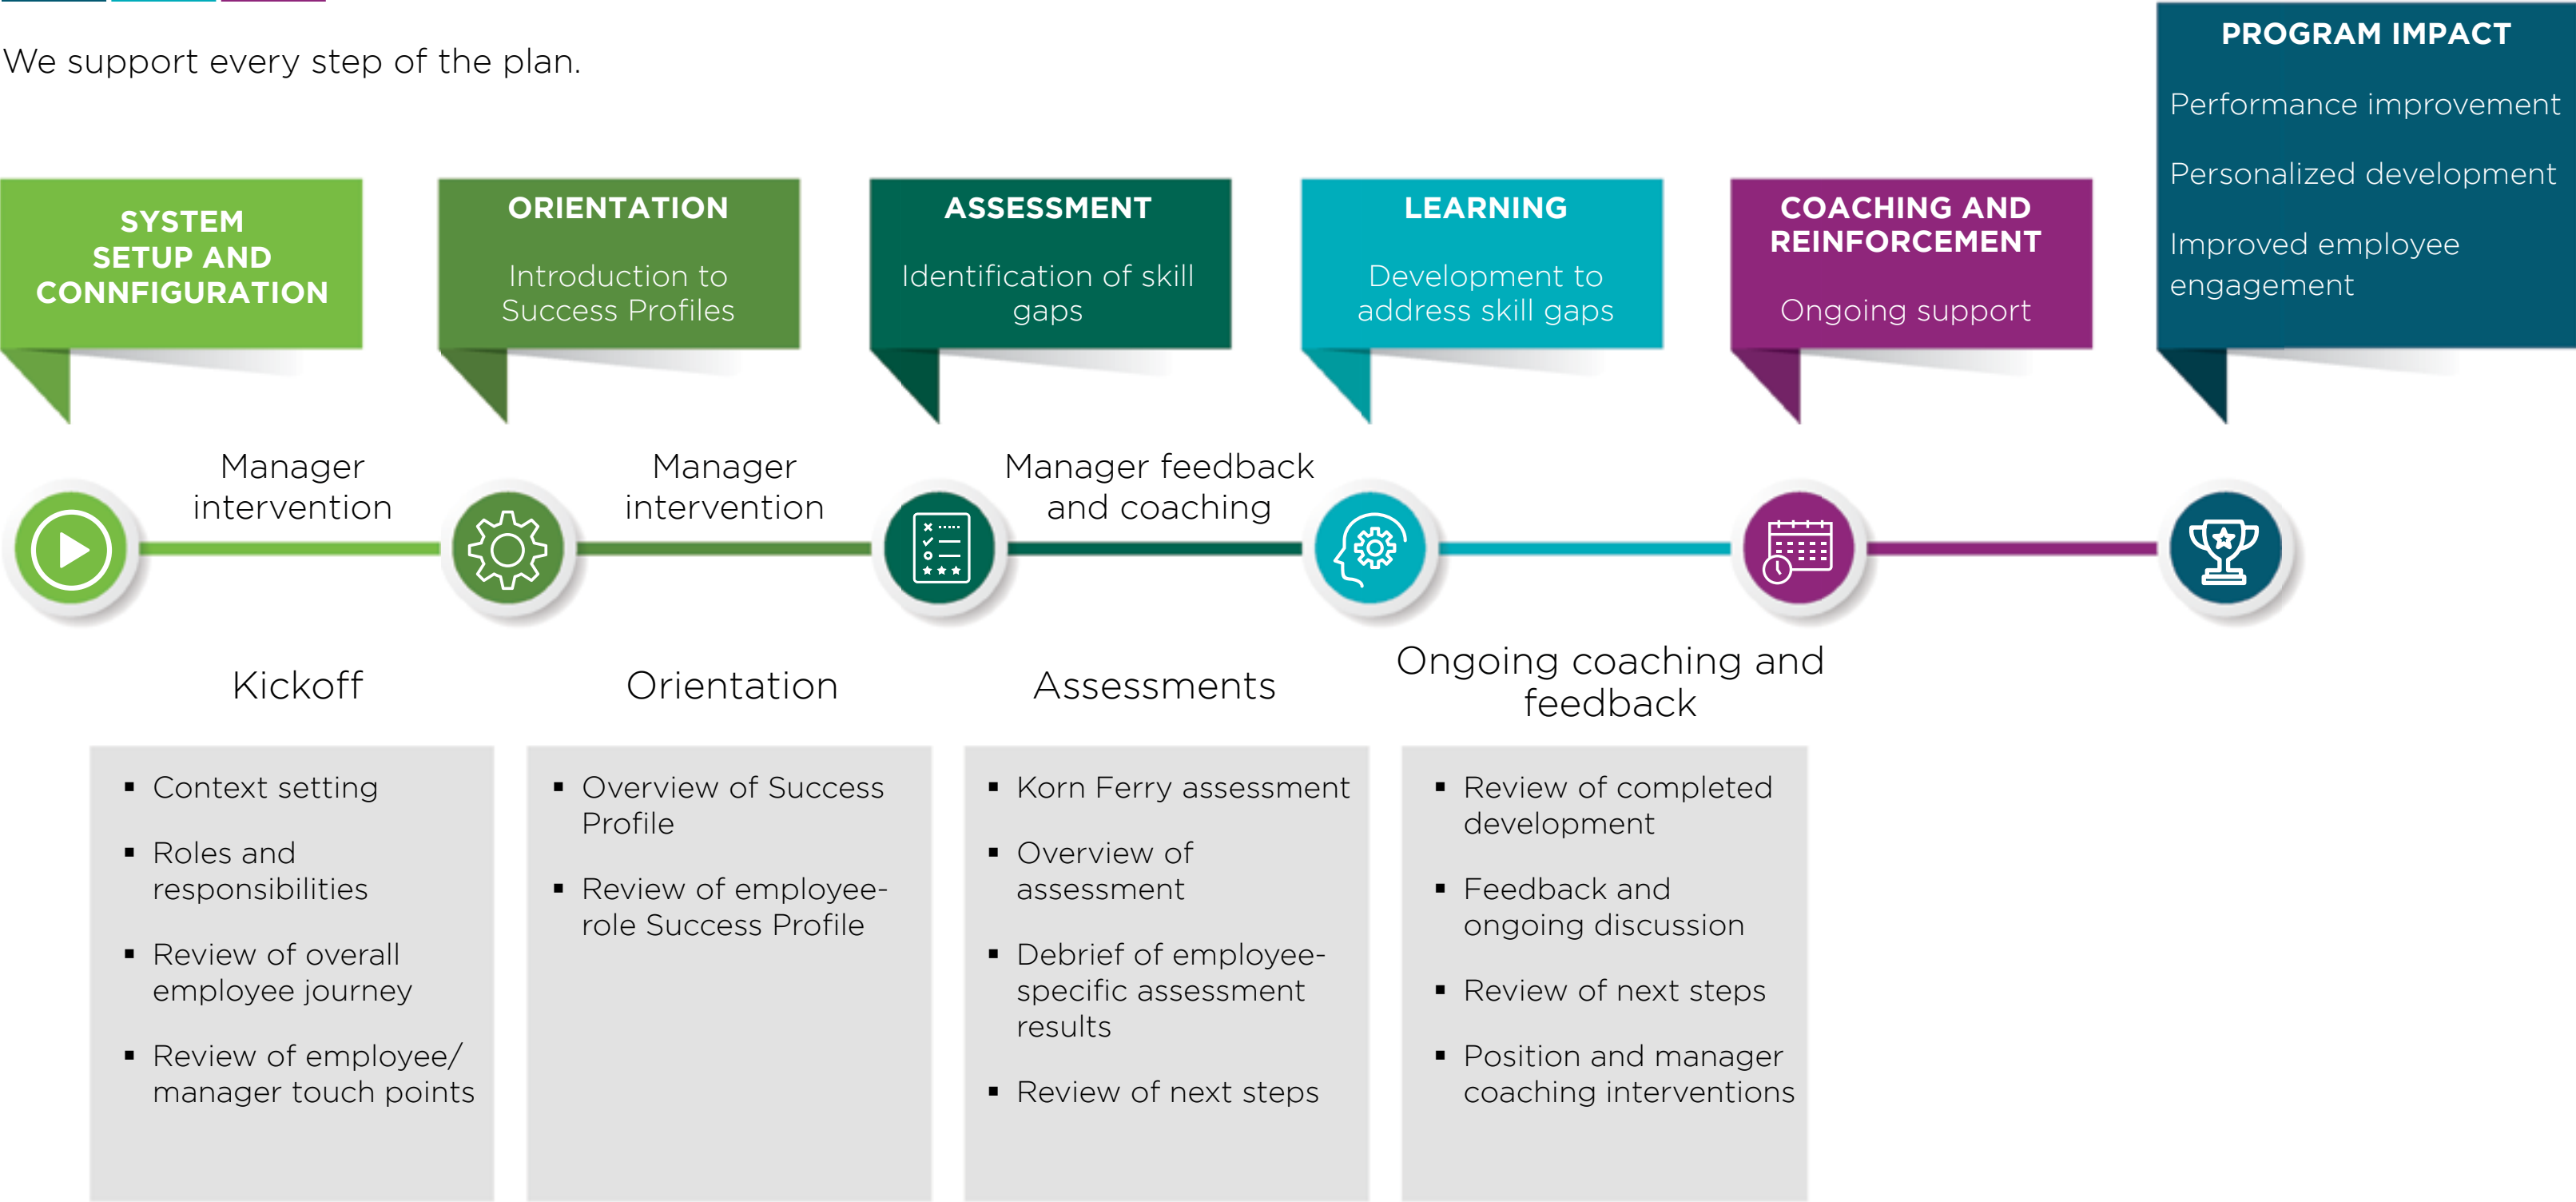 We support every step of the plan.
SYSTEM
SETUP AND
CONNFIGURATION
ORIENTATION
Introduction to
Success Profiles
ASSESSMENT
Identification of skill
gaps
LEARNING
Development to
address skill gaps
COACHING AND
REINFORCEMENT
Ongoing support
PROGRAM IMPACT
Performance improvement
Personalized development
Improved employee
engagement
Manager
intervention
Manager
intervention
Manager feedback
and coaching
Kickoff
▪ Context setting
▪ Roles and
responsibilities
▪ Review of overall
employee journey
▪ Review of employee/
manager touch points
Orientation
▪ Overview of Success
Profile
▪ Review of employee-
role Success Profile
Assessments
▪ Korn Ferry assessment
▪ Overview of
assessment
▪ Debrief of employee-
specific assessment
results
▪ Review of next steps
Ongoing coaching and
feedback
▪ Review of completed
development
▪ Feedback and
ongoing discussion
▪ Review of next steps
▪ Position and manager
coaching interventions